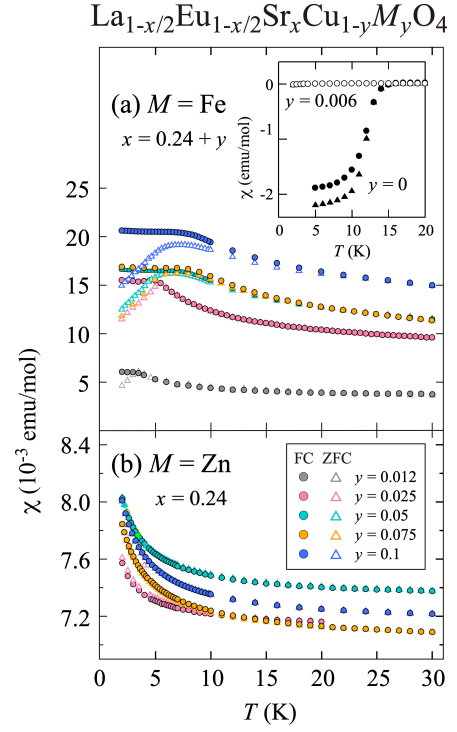 La1-x/2Eu1-x/2SrxCu1-yMyO4
(a) M = Fe
x = 0.24 + y
0
-1
-2
χ (emu/mol)
y = 0.006
y = 0
0 5 10 15 20
T (K)
25
20
15
10
5
χ (10-3 emu/mol)
8.4
8.0
7.6
7.2
(b) M = Zn
x = 0.24
FC ZFC
y = 0.012
y = 0.025
y = 0.05
y = 0.075
y = 0.1
0 5 10 15 20 25 30
T (K)